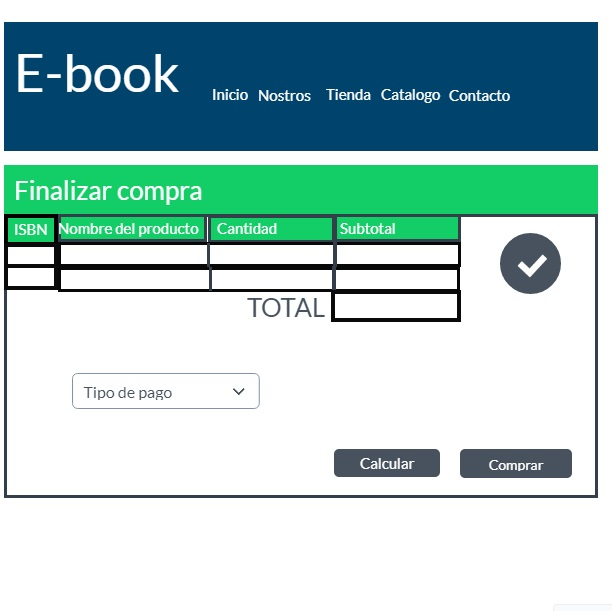 E-book
Inicio Nostros Tienda Catalogo Contacto
Finalizar compra
ISBN Nombre del producto Cantidad Subtotal
TOTAL
Tipo de pago
Calcular Comprar